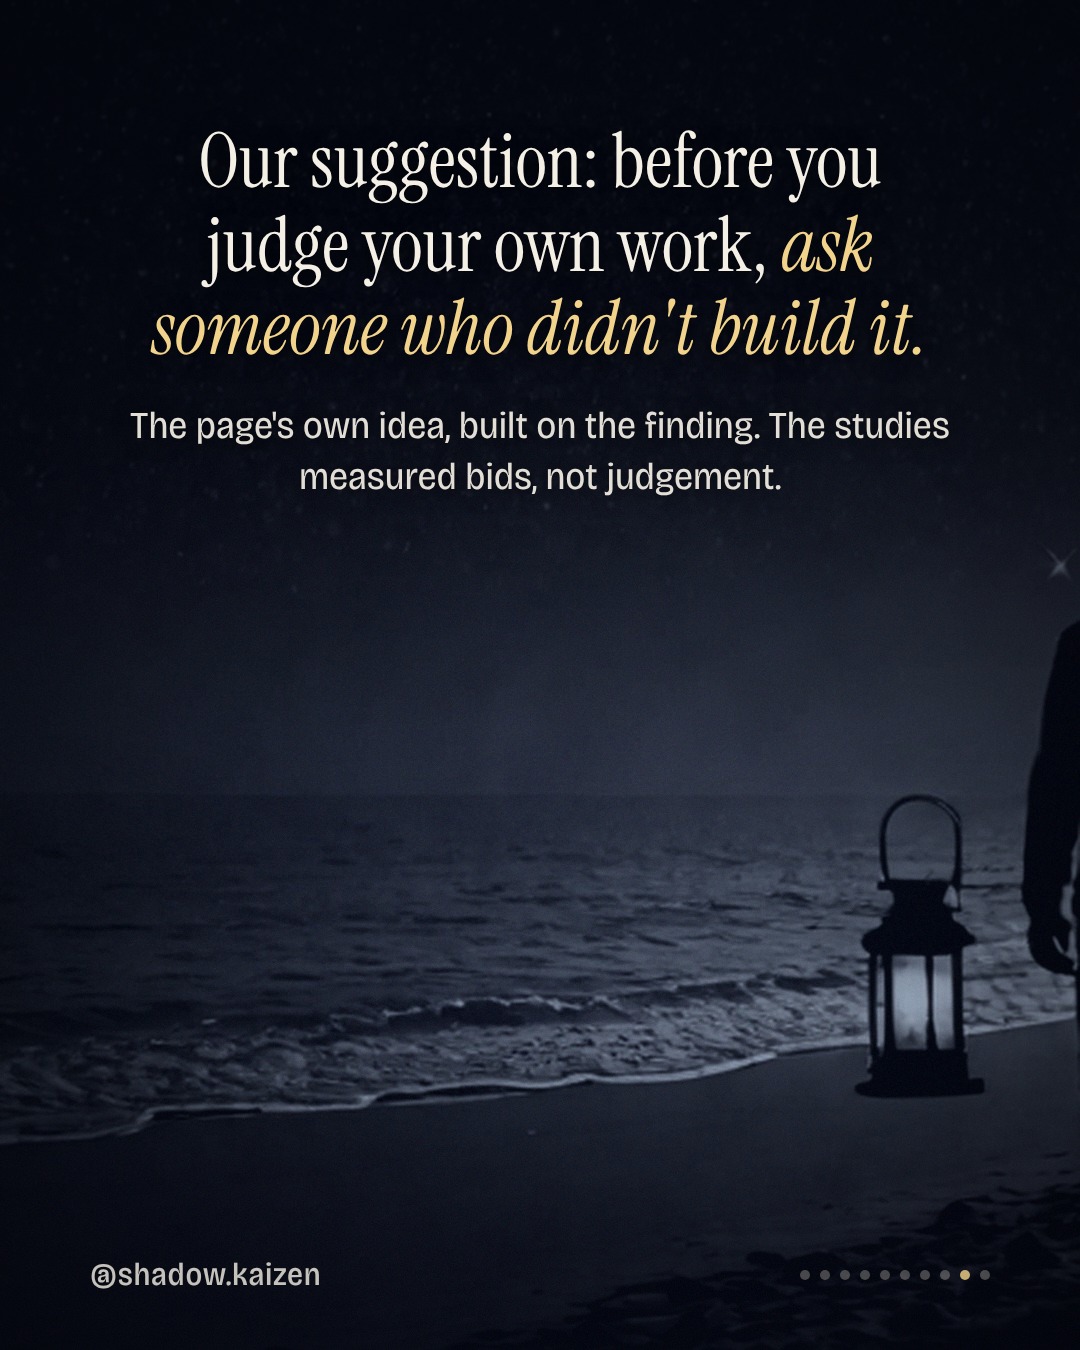 Our suggestion: before you
judge your own work, ask
someone who didn't build it.
The page's own idea, built on the finding. The studies
measured bids, not judgement.
@shadow.kaizen